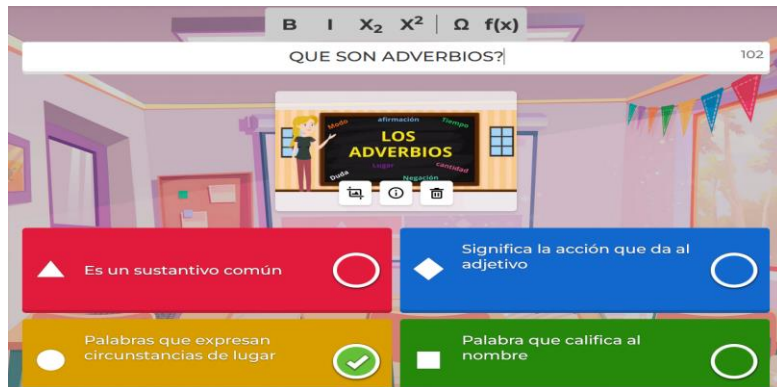 B I X₂ X² | Ω f(x)
QUE SON ADVERBIOS?
102
Modo afirmación Tiempo
LOS
ADVERBIOS
Lugar cantidad
Duda Negación
Es un sustantivo común
Significa la acción que da al
adjetivo
Palabras que expresan
circunstancias de lugar
Palabra que califica al
nombre